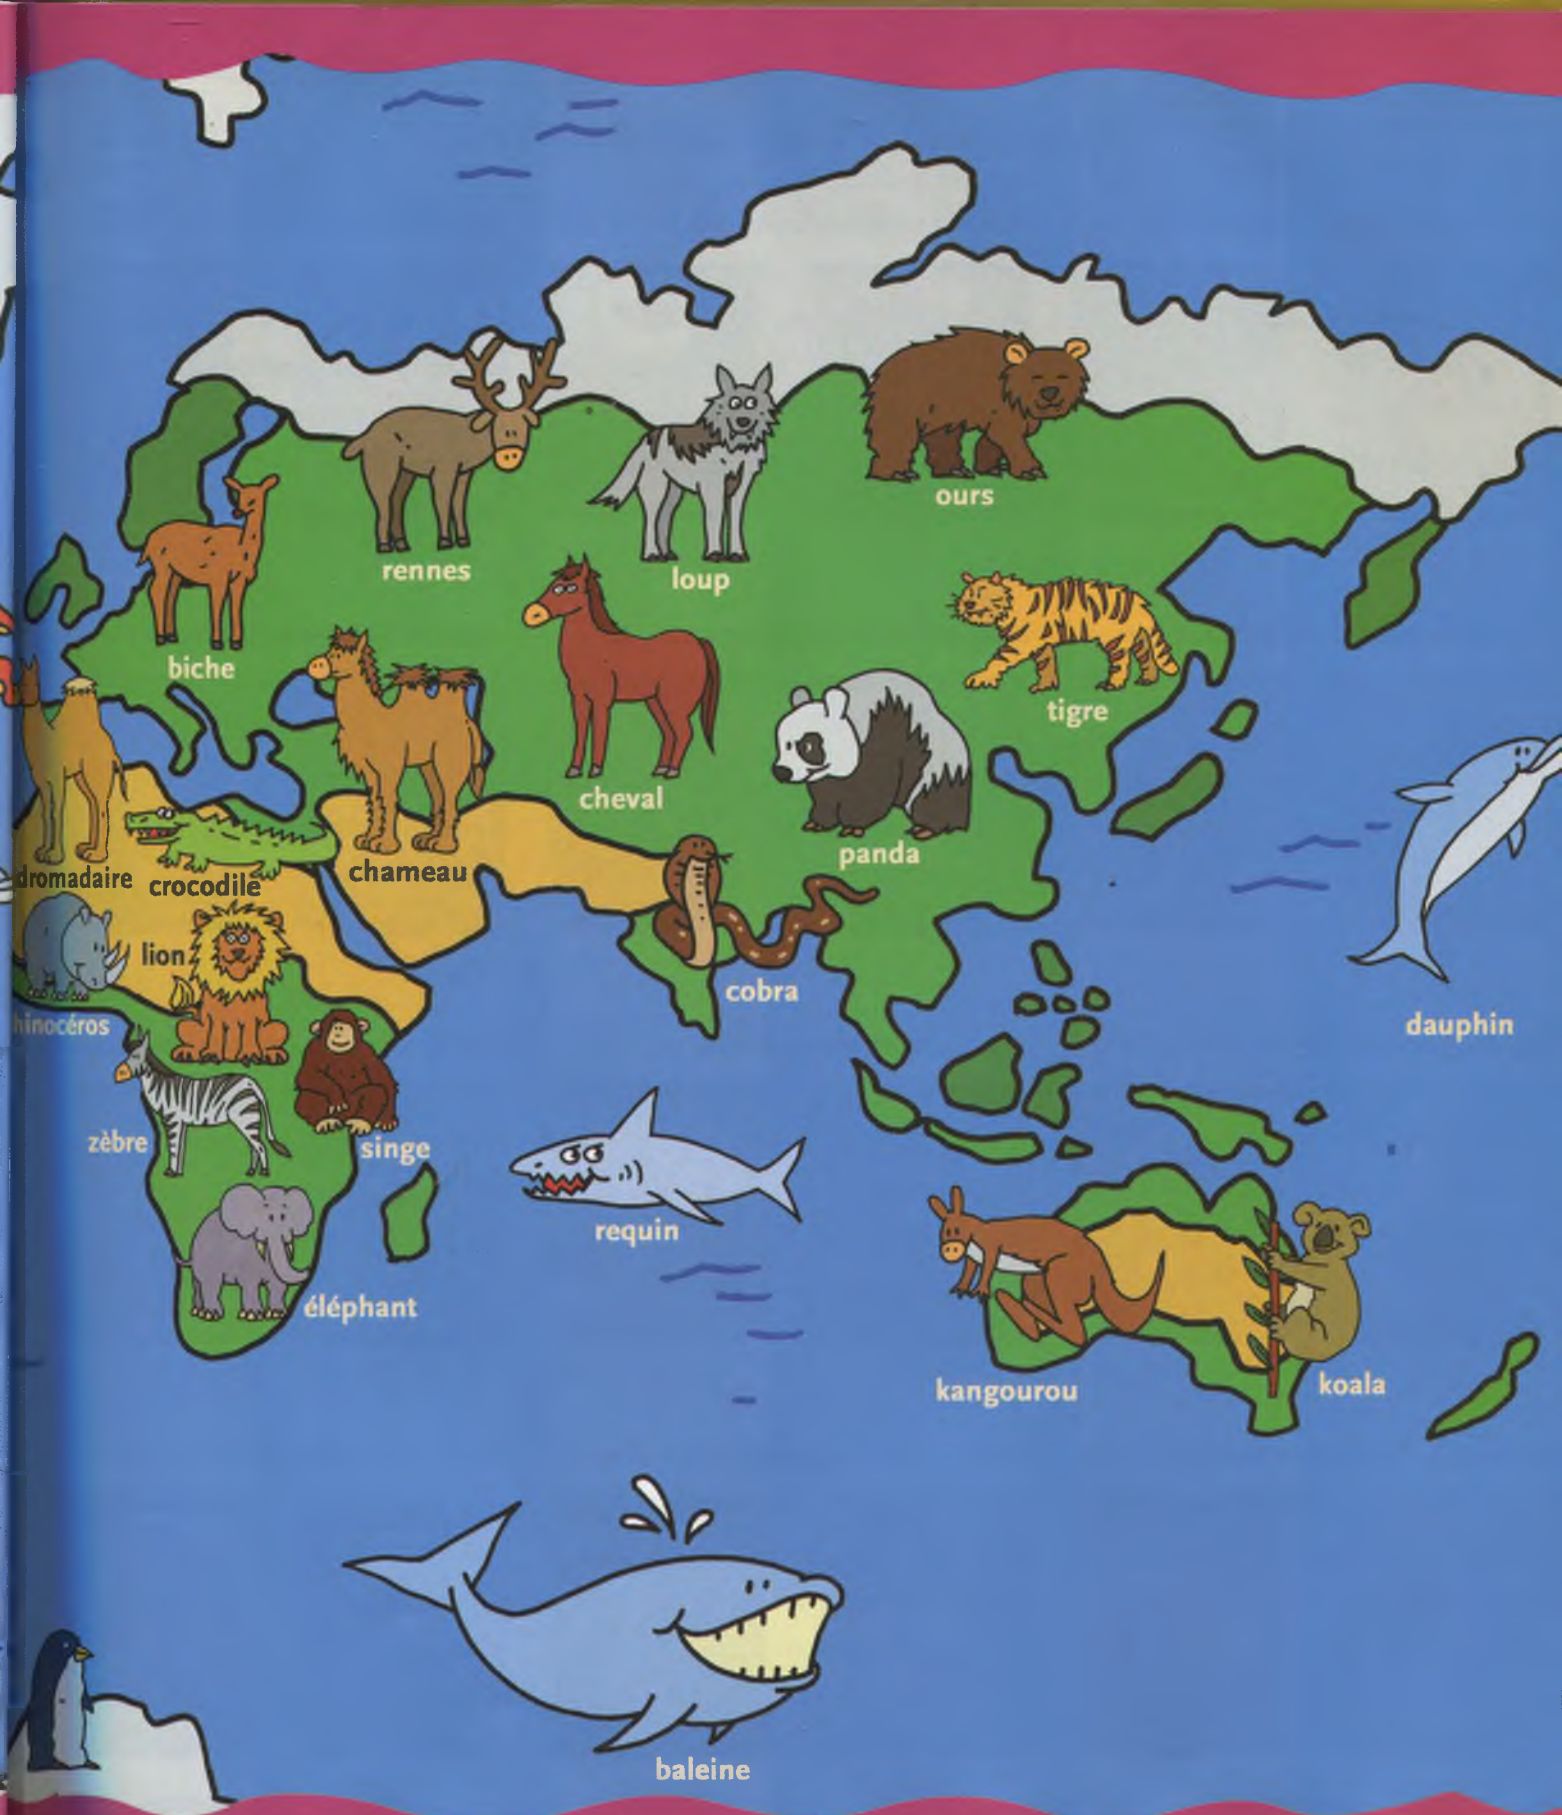 ours
rennes
loup
biche
tigre
cheval
panda
chameau
dromadaire
crocodile
lion
cobra
hinocéros
dauphin
zèbre
singe
requin
éléphant
kangourou
koala
baleine